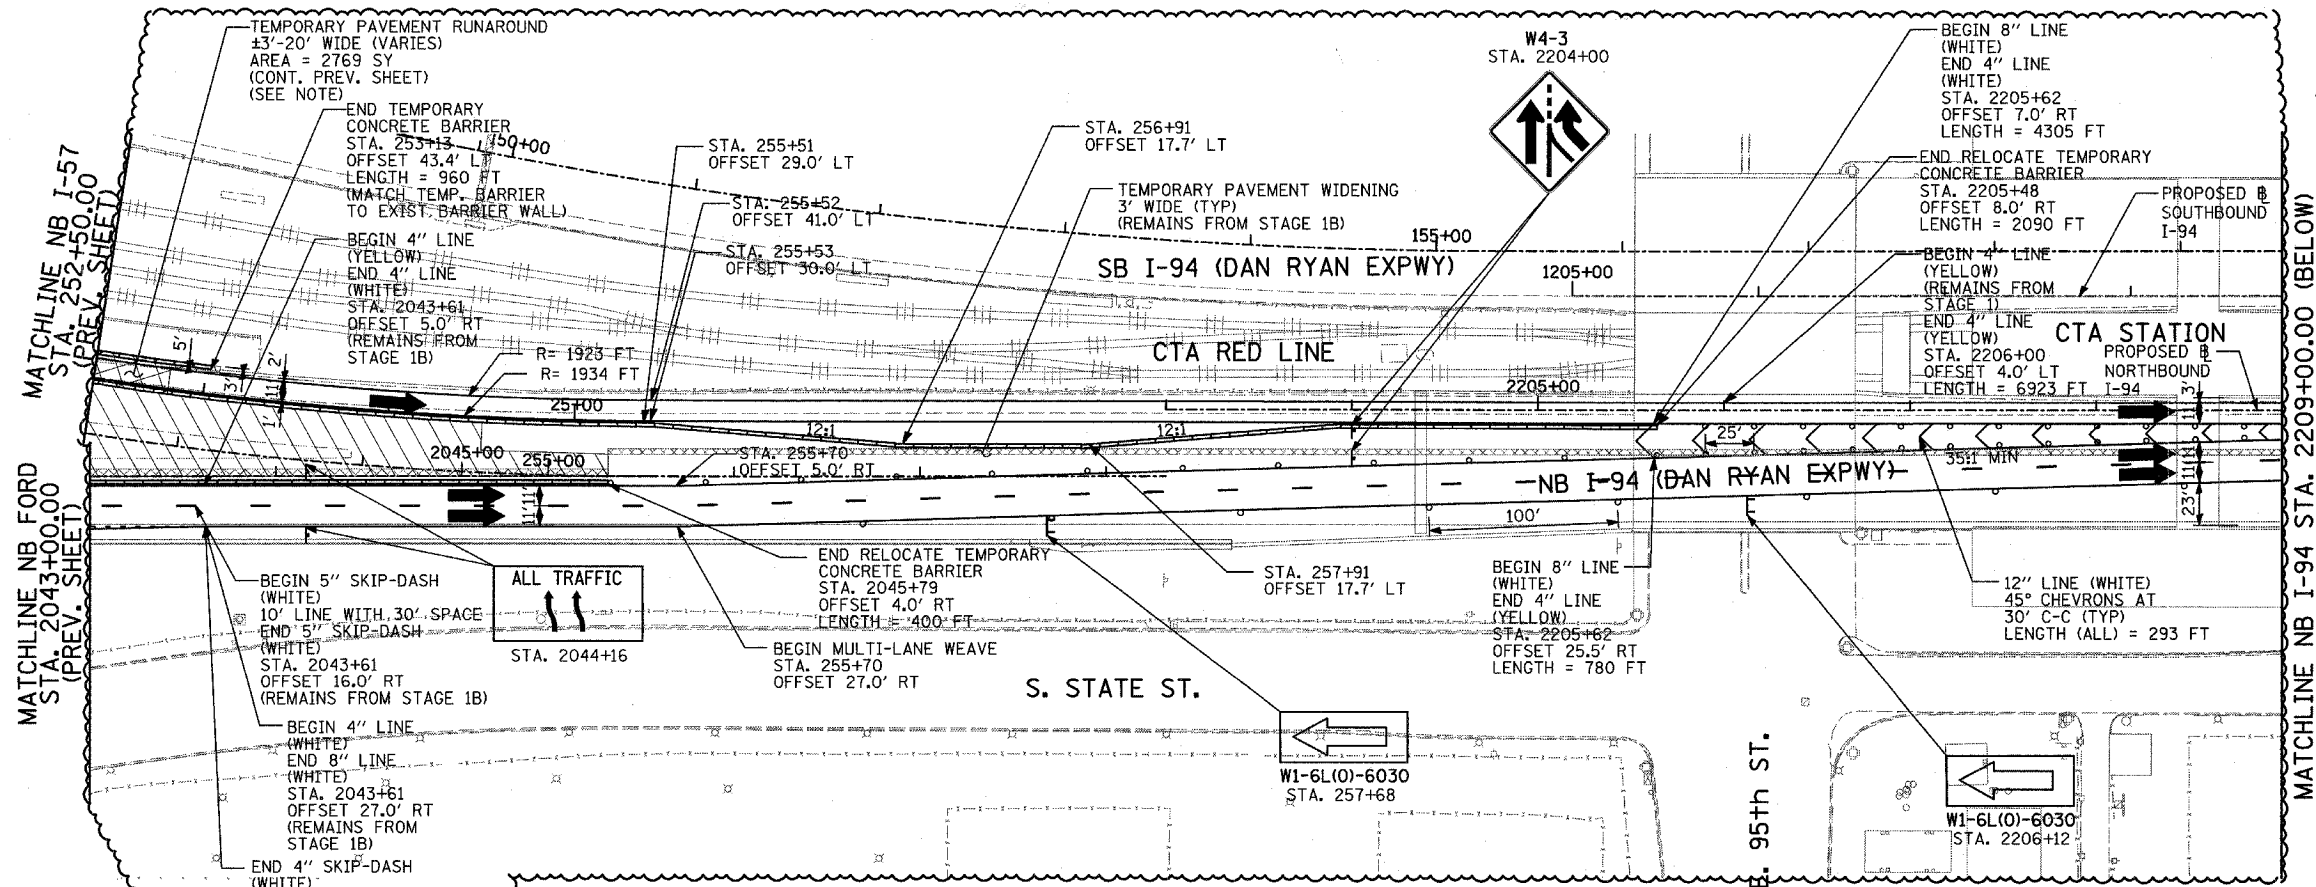 TEMPORARY PAVEMENT RUNAROUND
±3'-20' WIDE (VARIES)
AREA = 2769 SY
(CONT. PREV. SHEET)
(SEE NOTE)
END TEMPORARY
CONCRETE BARRIER
STA. 253+13
OFFSET 43.4' LT
LENGTH = 960 FT
(MATCH TEMP. BARRIER
TO EXIST. BARRIER WALL)
BEGIN 4" LINE
(YELLOW)
END 4" LINE
(WHITE)
STA. 2043+61
OFFSET 5.0' RT
(REMAINS FROM
STAGE 1B)
MATCHLINE NB I-57
STA. 252+50.00
(PREV. SHEET)
MATCHLINE NB FORD
STA. 2043+00.00
(PREV. SHEET)
150+00
STA. 255+51
OFFSET 29.0' LT
STA. 255+52
OFFSET 41.0' LT
STA. 255+53
OFFSET 30.0' LT
R= 1923 FT
R= 1934 FT
STA. 256+91
OFFSET 17.7' LT
TEMPORARY PAVEMENT WIDENING
3' WIDE (TYP)
(REMAINS FROM STAGE 1B)
SB I-94 (DAN RYAN EXPWY)
155+00
1205+00
CTA RED LINE
W4-3
STA. 2204+00
BEGIN 8" LINE
(WHITE)
END 4" LINE
(WHITE)
STA. 2205+62
OFFSET 7.0' RT
LENGTH = 4305 FT
END RELOCATE TEMPORARY
CONCRETE BARRIER
STA. 2205+48
OFFSET 8.0' RT
LENGTH = 2090 FT
PROPOSED ℄
SOUTHBOUND
I-94
BEGIN 4" LINE
(YELLOW)
(REMAINS FROM
STAGE 1)
END 4" LINE
(YELLOW)
STA. 2206+00
OFFSET 4.0' LT
LENGTH = 6923 FT
CTA STATION
PROPOSED ℄
NORTHBOUND
I-94
MATCHLINE NB I-94 STA. 2209+00.00 (BELOW)
5'
3'
2'
11'
1'
25+00
2205+00
12:1
12:1
2045+00
255+00
STA. 255+70
OFFSET 5.0' RT
25'
35:1 MIN
NB I-94 (DAN RYAN EXPWY)
11'
3'
11'
11'
23'9"
11'
11'
100'
BEGIN 5" SKIP-DASH
(WHITE)
10' LINE WITH 30' SPACE
END 5" SKIP-DASH
(WHITE)
STA. 2043+61
OFFSET 16.0' RT
(REMAINS FROM STAGE 1B)
ALL TRAFFIC
STA. 2044+16
END RELOCATE TEMPORARY
CONCRETE BARRIER
STA. 2045+79
OFFSET 4.0' RT
LENGTH = 400 FT
BEGIN MULTI-LANE WEAVE
STA. 255+70
OFFSET 27.0' RT
STA. 257+91
OFFSET 17.7' LT
BEGIN 8" LINE
(WHITE)
END 4" LINE
(YELLOW)
STA. 2205+62
OFFSET 25.5' RT
LENGTH = 780 FT
12" LINE (WHITE)
45° CHEVRONS AT
30' C-C (TYP)
LENGTH (ALL) = 293 FT
S. STATE ST.
BEGIN 4" LINE
(WHITE)
END 8" LINE
(WHITE)
STA. 2043+61
OFFSET 27.0' RT
(REMAINS FROM
STAGE 1B)
END 4" SKIP-DASH
(WHITE)
W1-6L(O)-6030
STA. 257+68
E. 95th ST.
W1-6L(O)-6030
STA. 2206+12